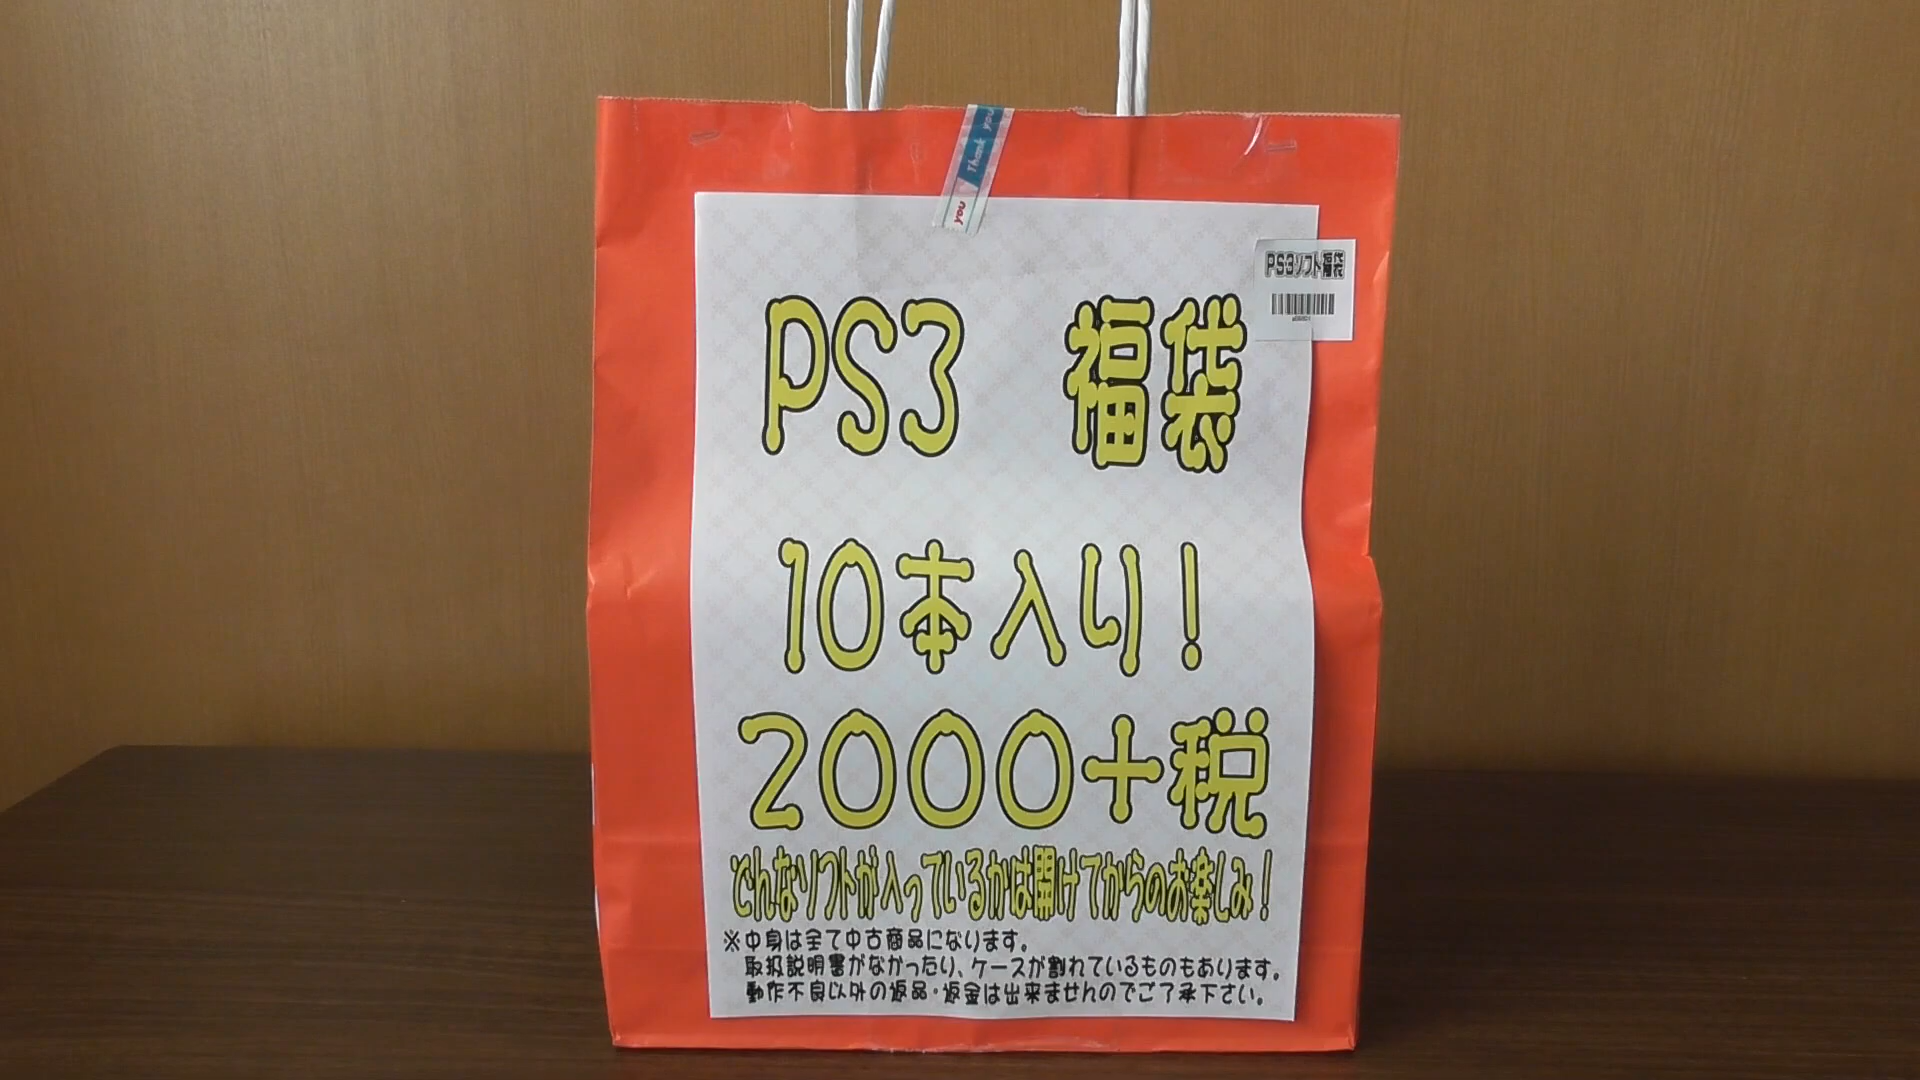 you Thank you
PS3ソフト福袋
PS3 福袋
10本入り!
2000+税
どんなソフトが入っているかは開けてからのお楽しみ!
※中身は全て中古商品になります。
取扱説明書がなかったり、ケースが割れているものもあります。
動作不良以外の返品・返金は出来ませんのでご了承下さい。